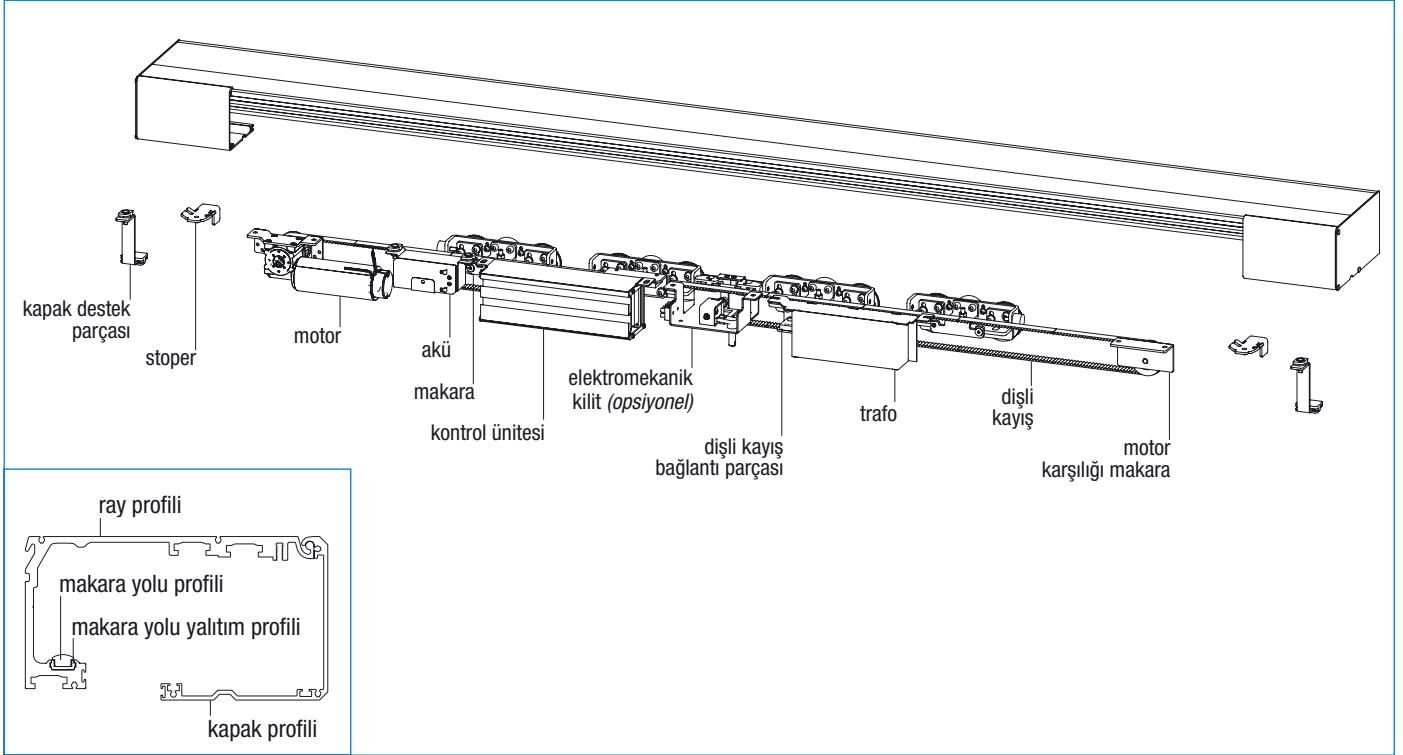 kapak destek
parçası
stoper
motor
akü
makara
kontrol ünitesi
elektromekanik
kilit (opsiyonel)
dişli kayış
bağlantı parçası
trafo
dişli
kayış
motor
karşılığı makara
ray profili
makara yolu profili
makara yolu yalıtım profili
kapak profili